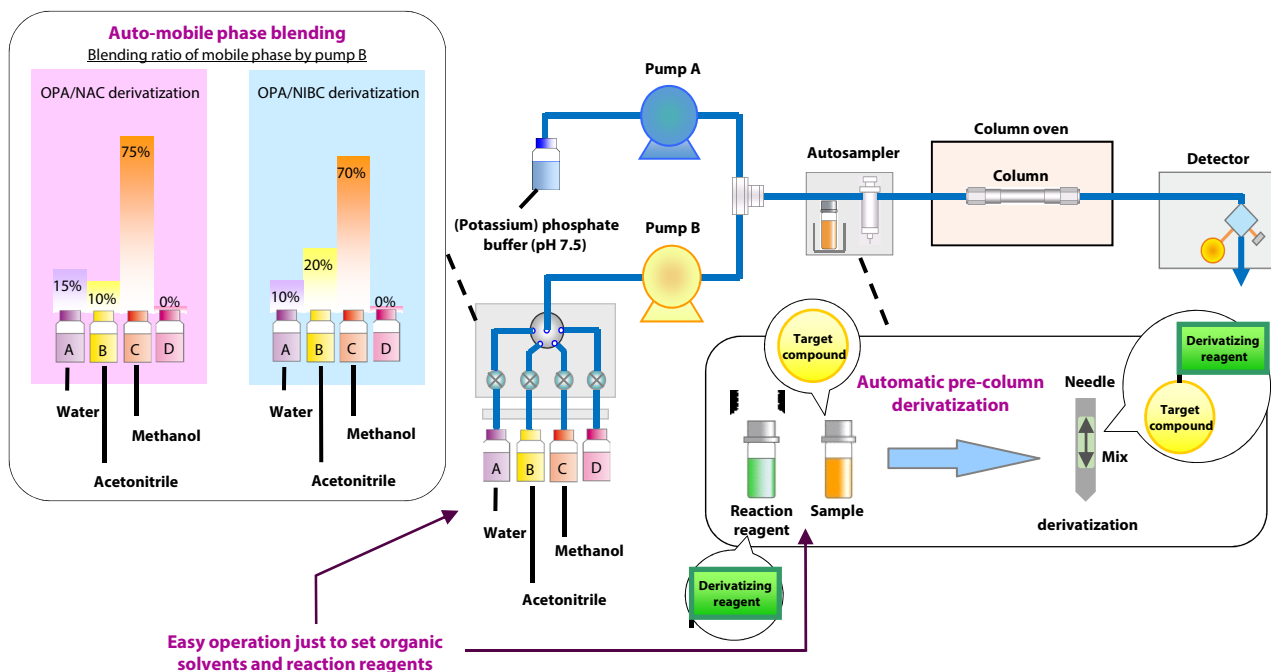 Auto-mobile phase blending
Blending ratio of mobile phase by pump B
OPA/NAC derivatization
75%
15%
10%
0%
A
B
C
D
Water
Methanol
Acetonitrile
OPA/NIBC derivatization
70%
20%
10%
0%
A
B
C
D
Water
Methanol
Acetonitrile
Pump A
(Potassium) phosphate
buffer (pH 7.5)
Pump B
Autosampler
Column oven
Column
Detector
A
B
C
D
Water
Methanol
Acetonitrile
Target
compound
Automatic pre-column
derivatization
Reaction
reagent
Sample
Needle
Mix
derivatization
Derivatizing
reagent
Target
compound
Derivatizing
reagent
Easy operation just to set organic
solvents and reaction reagents